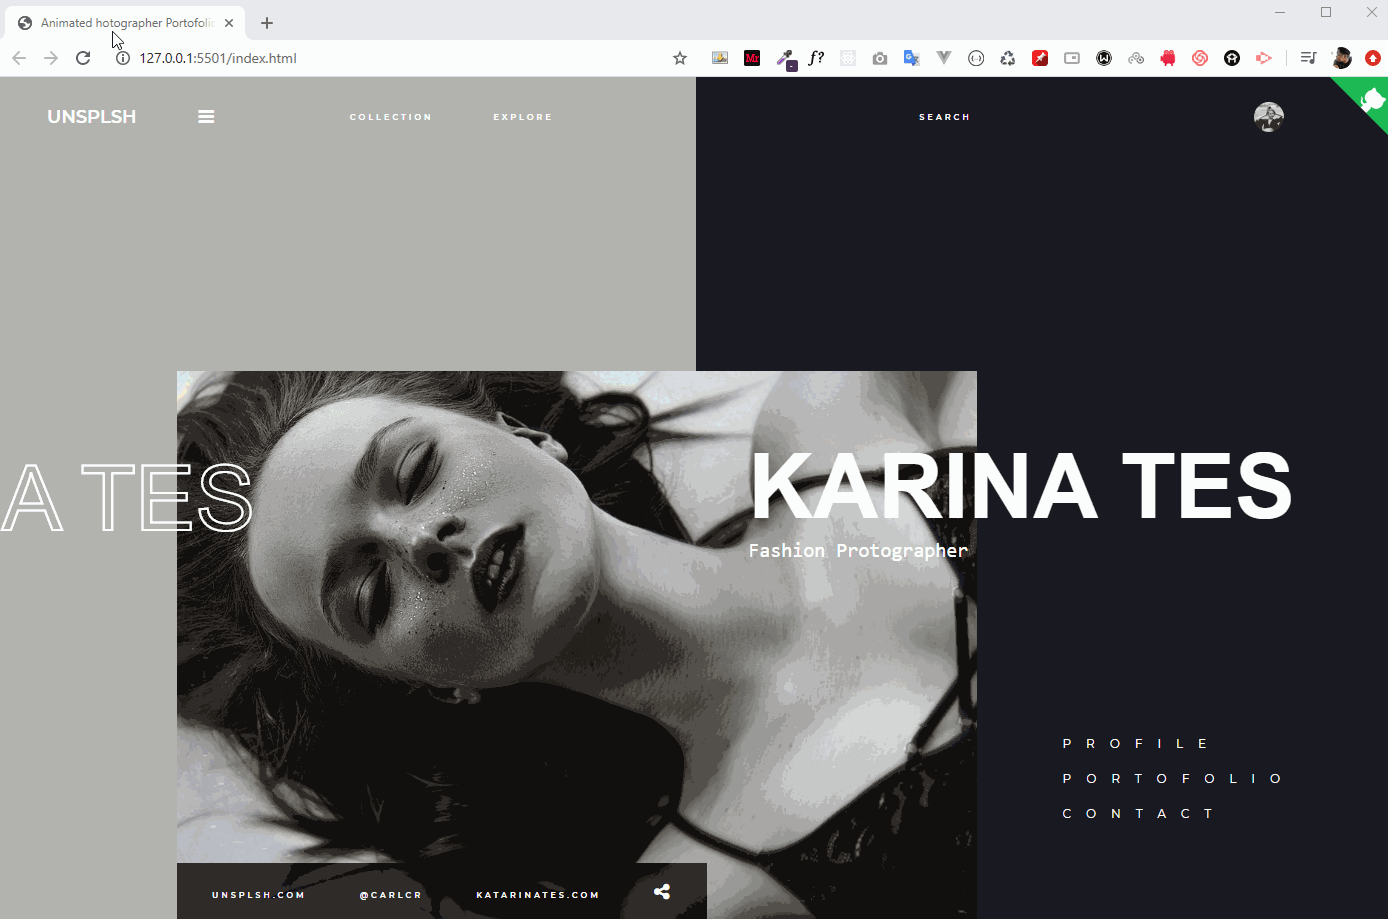 Animated hotographer Portofolio
127.0.0.1:5501/index.html
Mr
f?
UNSPLSH
COLLECTION
EXPLORE
SEARCH
A TES
KARINA TES
Fashion Protographer
PROFILE
PORTOFOLIO
CONTACT
UNSPLSH.COM
@CARLCR
KATARINATES.COM